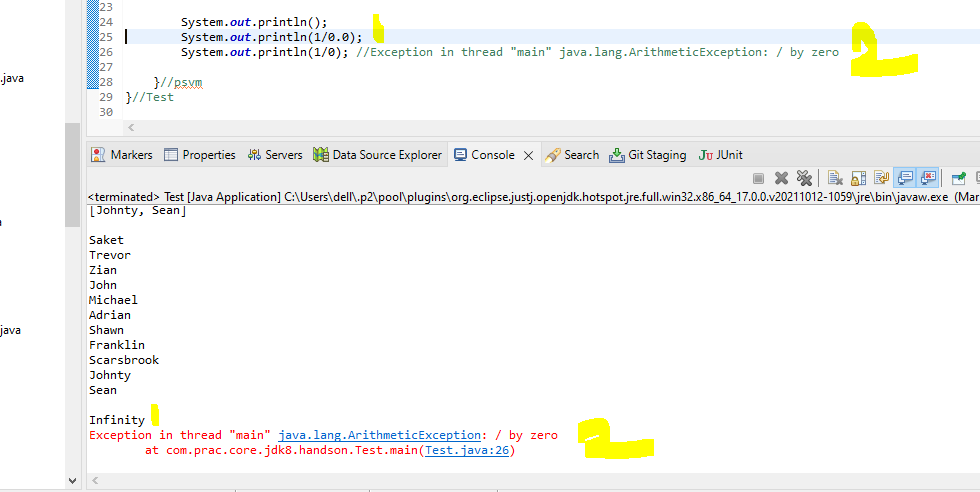 23
24 System.out.println();
25 System.out.println(1/0.0); 1
26 System.out.println(1/0); //Exception in thread "main" java.lang.ArithmeticException: / by zero 2
27
28 }//psvm
29 }//Test
30
.java
java
Markers Properties Servers Data Source Explorer Console Search Git Staging JUnit
<terminated> Test [Java Application] C:\Users\dell\.p2\pool\plugins\org.eclipse.justj.openjdk.hotspot.jre.full.win32.x86_64_17.0.0.v20211012-1059\jre\bin\javaw.exe (Mar
[Johnty, Sean]
Saket
Trevor
Zian
John
Michael
Adrian
Shawn
Franklin
Scarsbrook
Johnty
Sean
Infinity 1
Exception in thread "main" java.lang.ArithmeticException: / by zero 2
at com.prac.core.jdk8.handson.Test.main(Test.java:26)